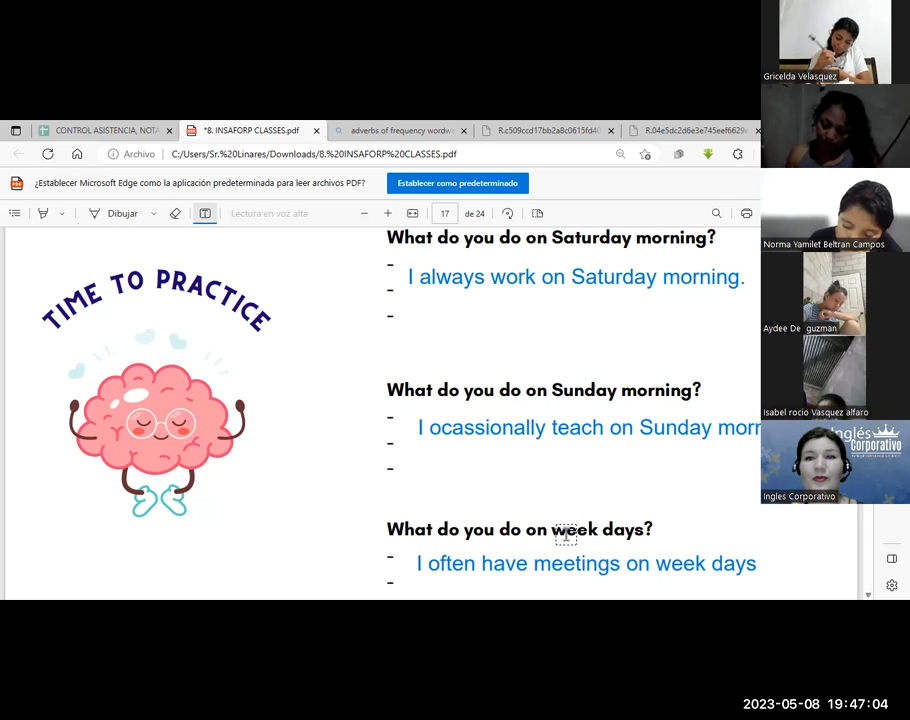 CONTROL ASISTENCIA, NOTA
*8. INSAFORP CLASSES.pdf
adverbs of frequency wordw
R.c509ccd17bb2a8c0615fd4
R.04e5dc2d6e3e745eef6629
Archivo
C:/Users/Sr.%20Linares/Downloads/8.%20INSAFORP%20CLASSES.pdf
¿Establecer Microsoft Edge como la aplicación predeterminada para leer archivos PDF?
Establecer como predeterminado
Dibujar
Lectura en voz alta
17
de 24
TIME TO PRACTICE
What do you do on Saturday morning?
- I always work on Saturday morning.
-
-
What do you do on Sunday morning?
- I ocassionally teach on Sunday morn
-
-
What do you do on week days?
- I often have meetings on week days
-
Gricelda Velasquez
Norma Yamilet Beltran Campos
Aydee De guzman
Isabel rocio Vasquez alfaro
Inglés
Corporativo
Ingles Corporativo
2023-05-08 19:47:04